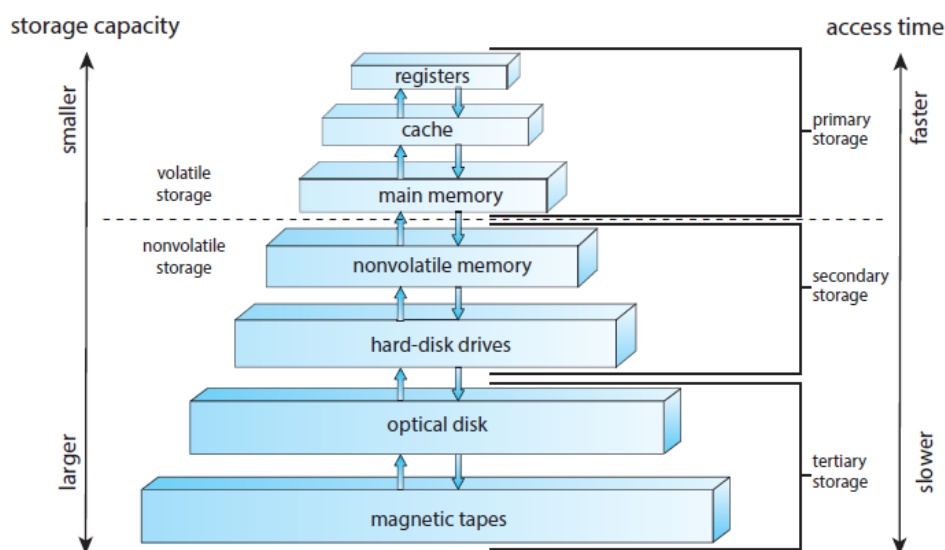 storage capacity
access time
smaller
registers
cache
primary
storage
faster
volatile
storage
main memory
nonvolatile
storage
nonvolatile memory
secondary
storage
hard-disk drives
optical disk
larger
tertiary
storage
slower
magnetic tapes